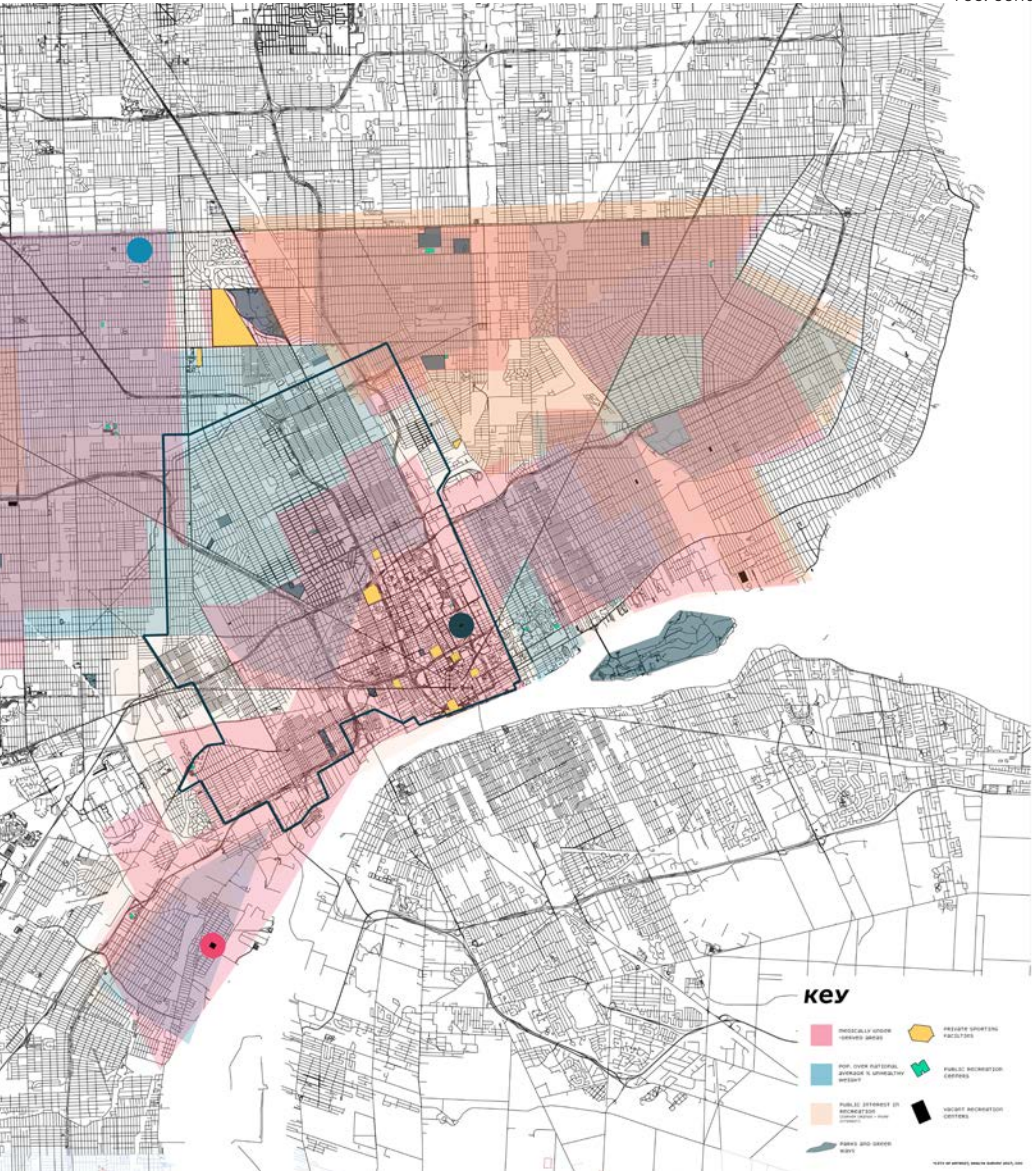 KEY
MEDICALLY UNDER
-SERVED AREAS
POP. OVER NATIONAL
AVERAGE % UNHEALTHY
WEIGHT
PUBLIC INTEREST IN
RECREATION
PARKS AND GREEN
WAYS
PRIVATE SPORTING
FACILITIES
PUBLIC RECREATION
CENTERS
VACANT RECREATION
CENTERS